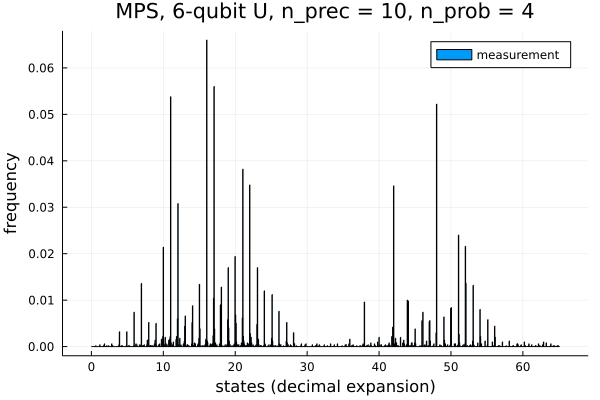 MPS, 6-qubit U, n_prec = 10, n_prob = 4
measurement
frequency
0.06
0.05
0.04
0.03
0.02
0.01
0.00
0 10 20 30 40 50 60
states (decimal expansion)